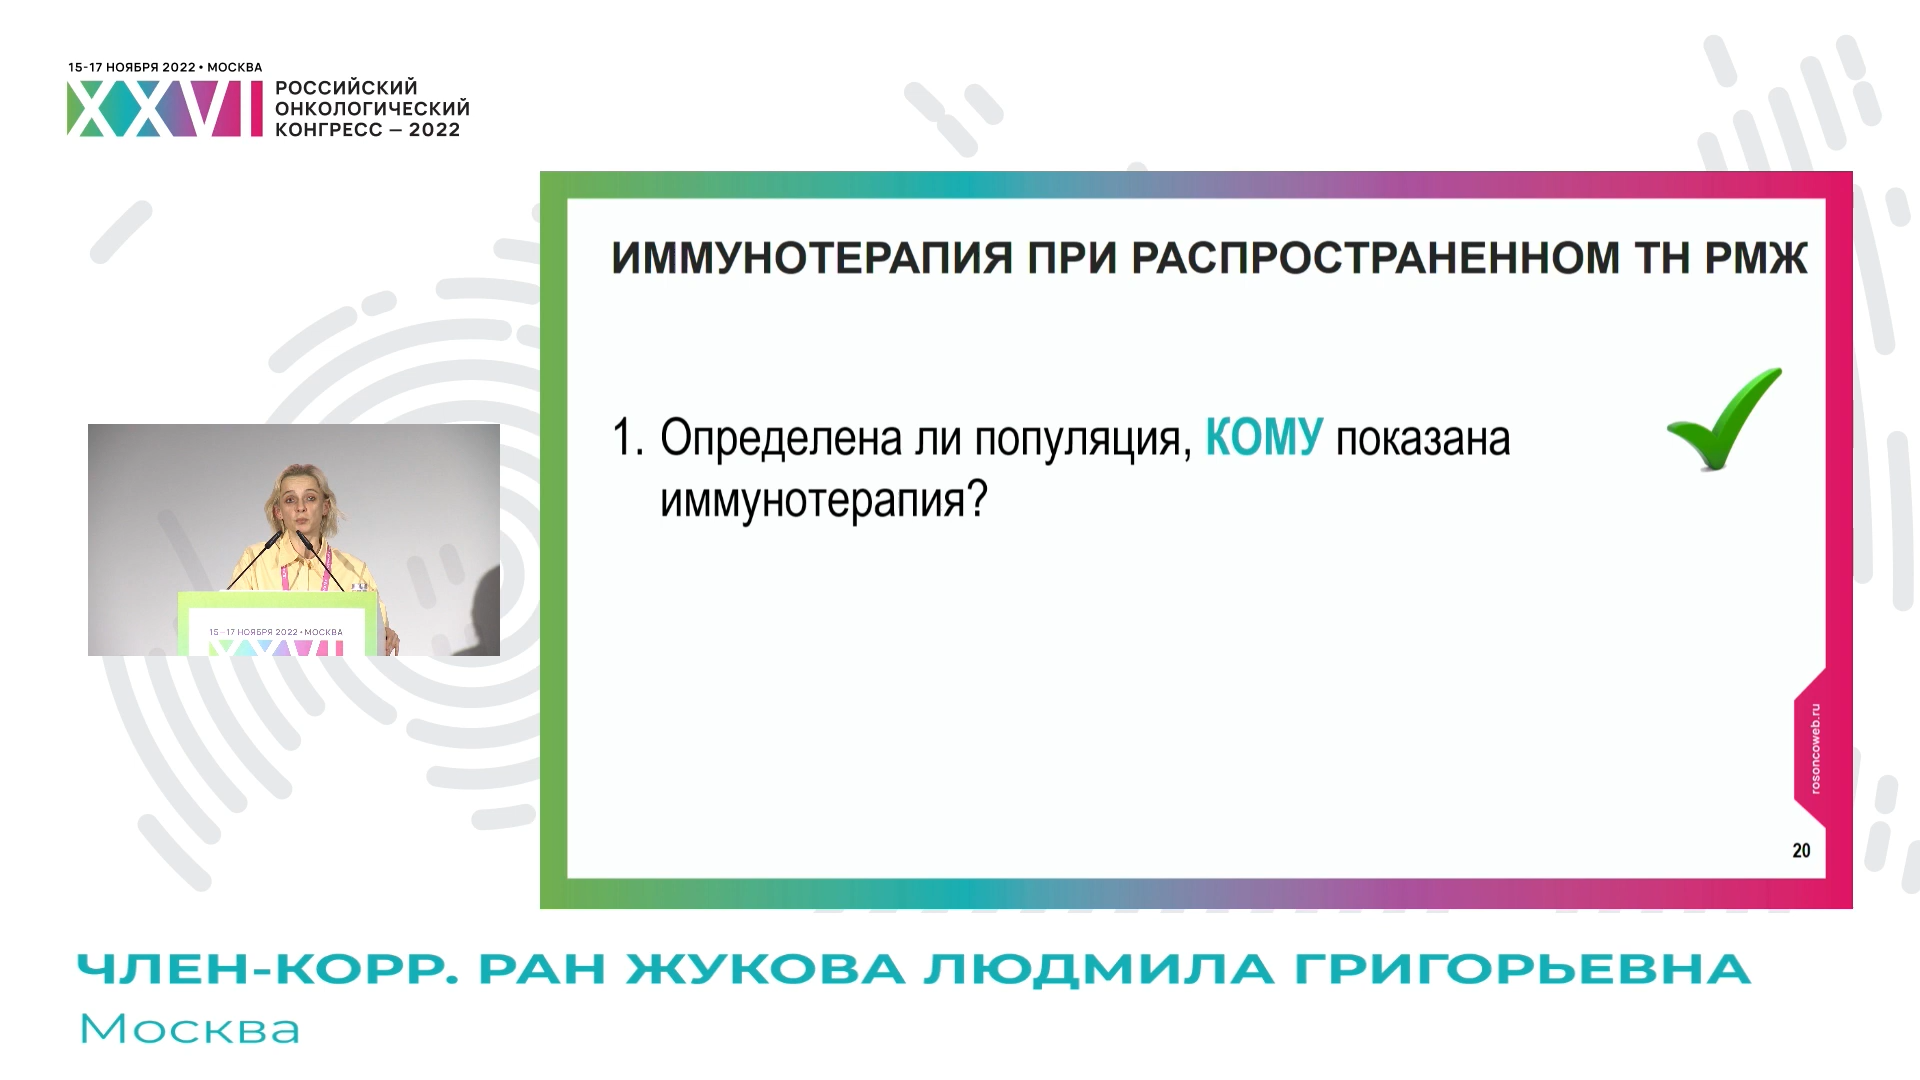 15-17 НОЯБРЯ 2022 • МОСКВА
XXVI
РОССИЙСКИЙ
ОНКОЛОГИЧЕСКИЙ
КОНГРЕСС – 2022
ИММУНОТЕРАПИЯ ПРИ РАСПРОСТРАНЕННОМ ТН РМЖ
1. Определена ли популяция, КОМУ показана
иммунотерапия?
15–17 НОЯБРЯ 2022 • МОСКВА
XXVI
rosoncoweb.ru
20
ЧЛЕН-КОРР. РАН ЖУКОВА ЛЮДМИЛА ГРИГОРЬЕВНА
Москва